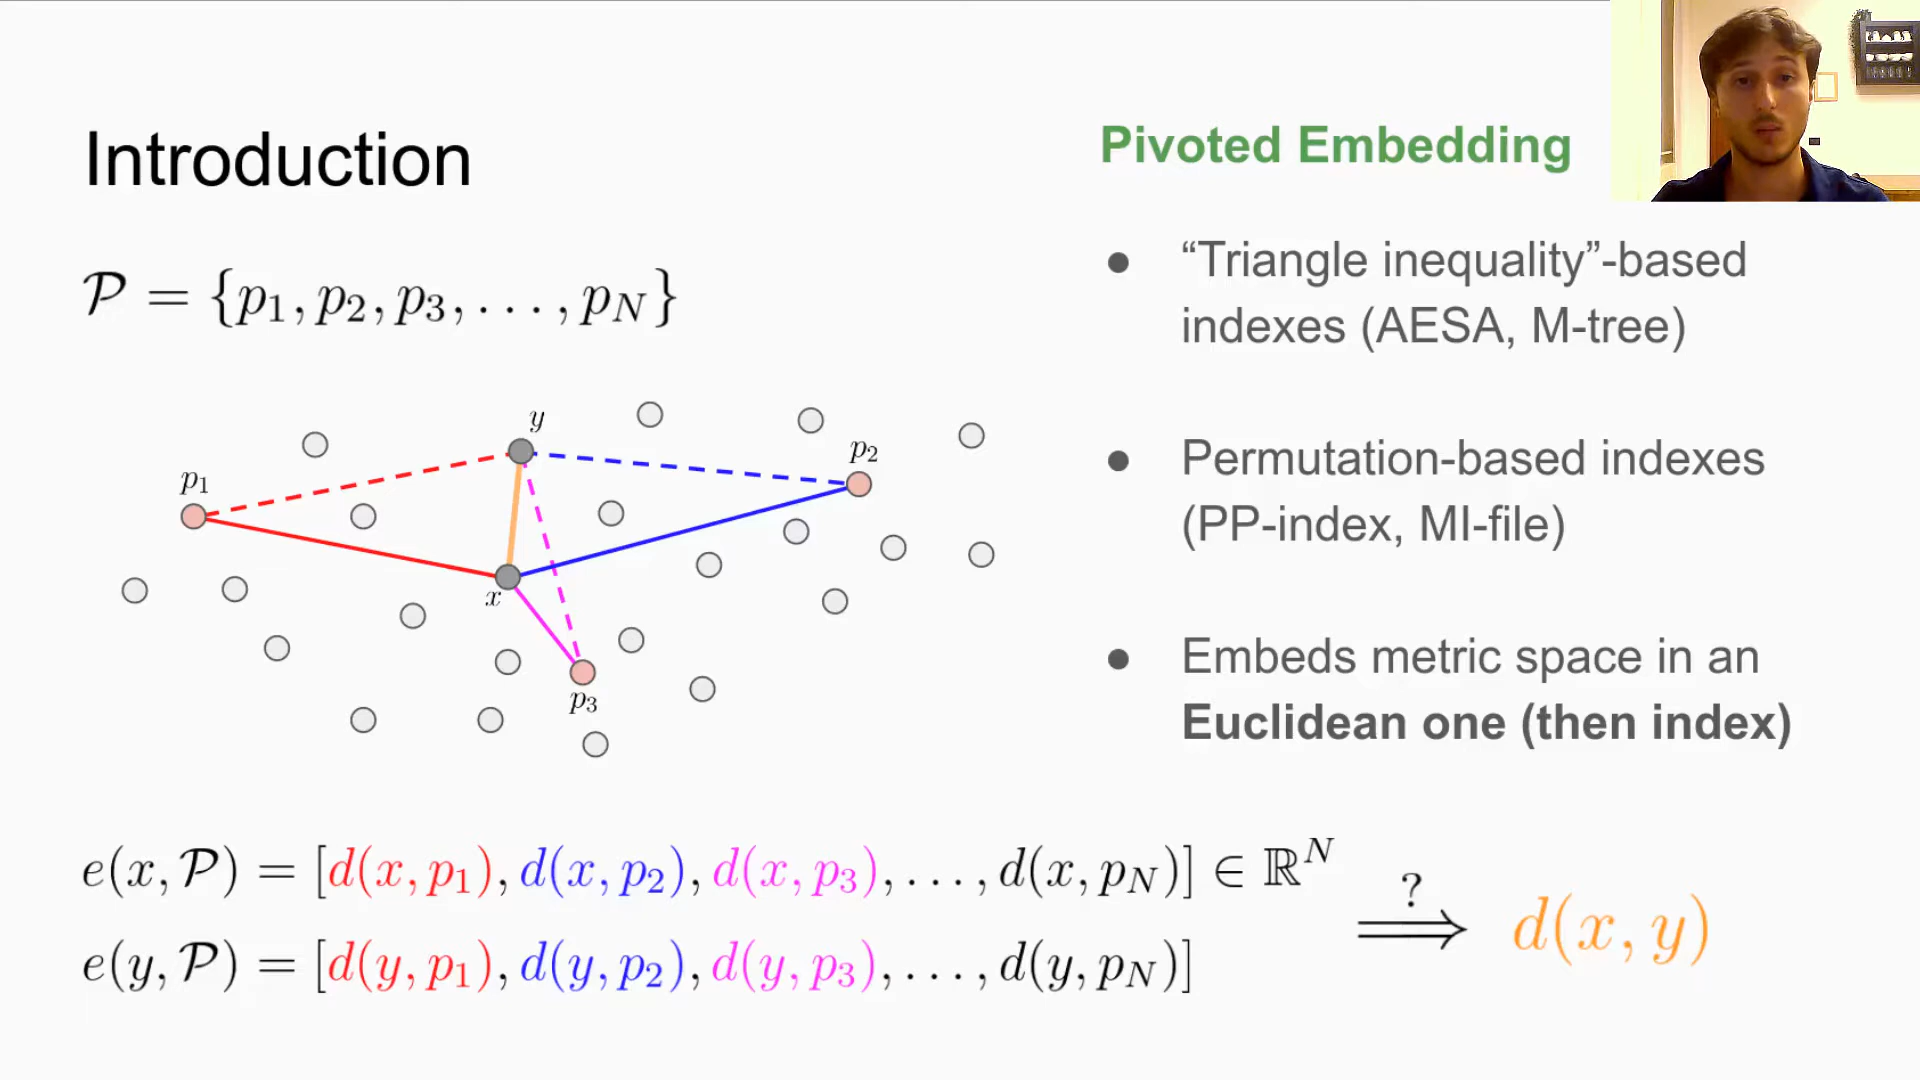 Introduction
𝒫 = {p₁, p₂, p₃, . . . , p_N}
y
p₂
p₁
x
p₃
Pivoted Embedding
● “Triangle inequality”-based
indexes (AESA, M-tree)
● Permutation-based indexes
(PP-index, MI-file)
● Embeds metric space in an
Euclidean one (then index)
e(x, 𝒫) = [d(x, p₁), d(x, p₂), d(x, p₃), . . . , d(x, p_N)] ∈ ℝᴺ
e(y, 𝒫) = [d(y, p₁), d(y, p₂), d(y, p₃), . . . , d(y, p_N)]
?
⟹ d(x, y)